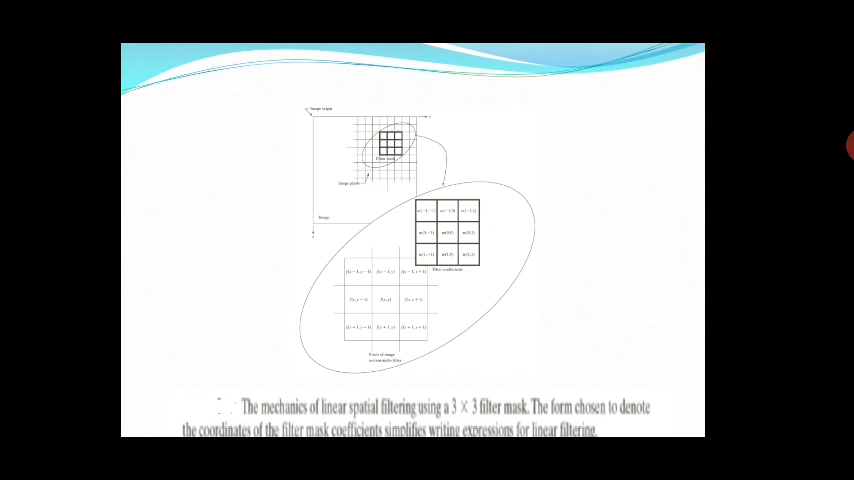 Image origin
y
Filter mask
Image pixels
Image
x
w(−1,−1) w(−1,0) w(−1,1)
w(0,−1) w(0,0) w(0,1)
w(1,−1) w(1,0) w(1,1)
Filter coefficients
f(x − 1, y − 1) f(x − 1, y) f(x − 1, y + 1)
f(x, y − 1) f(x, y) f(x, y + 1)
f(x + 1, y − 1) f(x + 1, y) f(x + 1, y + 1)
Pixels of image
section under filter
The mechanics of linear spatial filtering using a 3 × 3 filter mask. The form chosen to denote
the coordinates of the filter mask coefficients simplifies writing expressions for linear filtering.